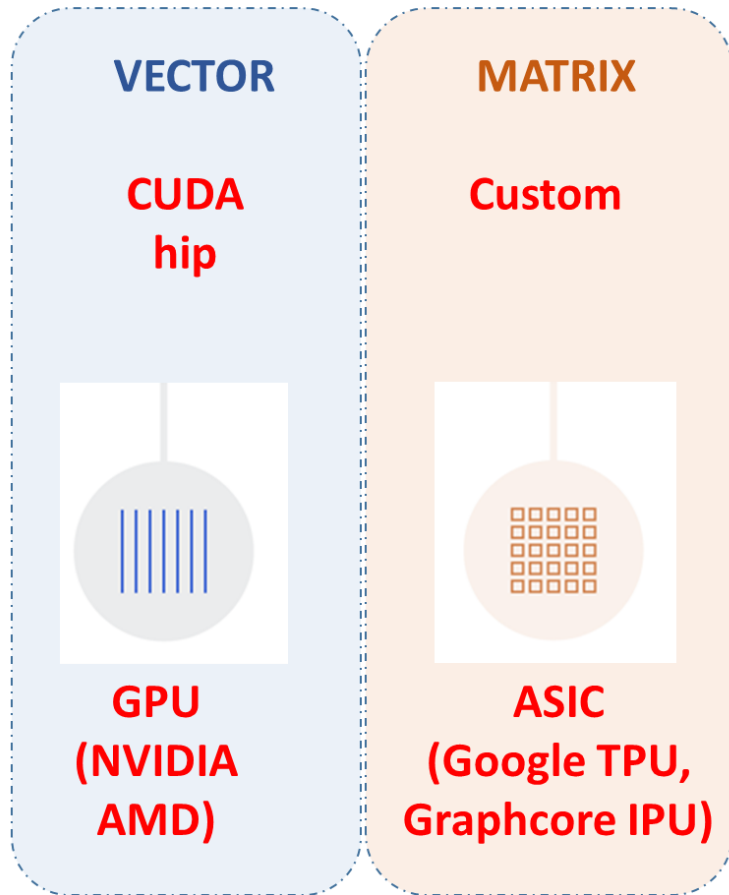 VECTOR
CUDA
hip
GPU
(NVIDIA
AMD)
MATRIX
Custom
ASIC
(Google TPU,
Graphcore IPU)